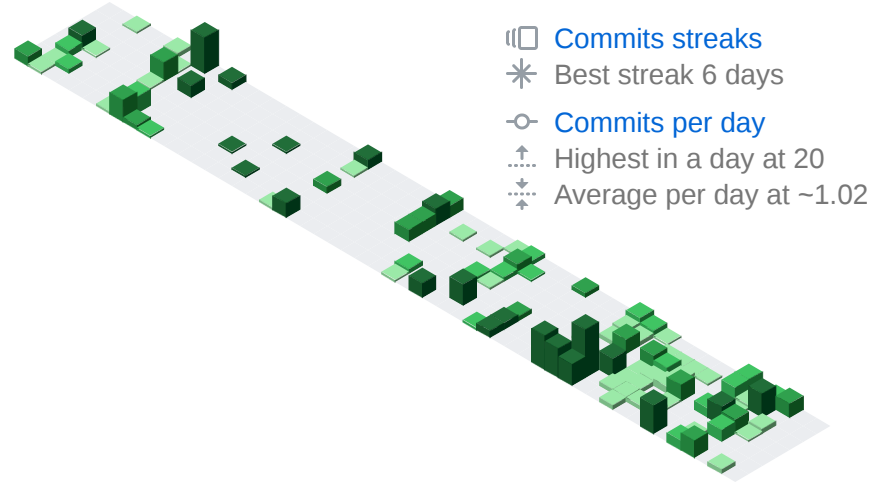 Commits streaks
Best streak 6 days
Commits per day
Highest in a day at 20
Average per day at ~1.02